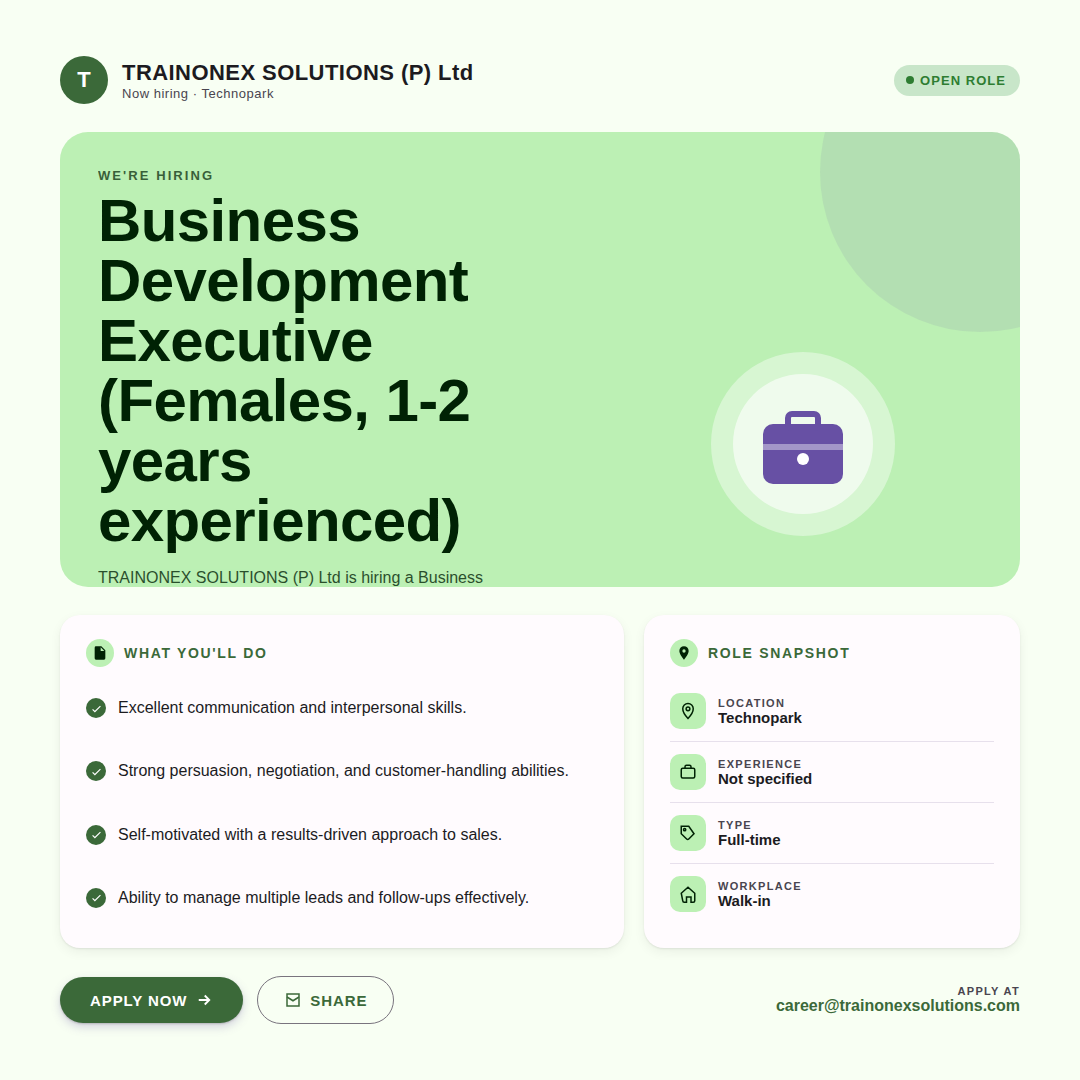 T
TRAINONEX SOLUTIONS (P) Ltd
Now hiring · Technopark
OPEN ROLE
WE'RE HIRING
Business
Development
Executive
(Females, 1-2
years
experienced)
TRAINONEX SOLUTIONS (P) Ltd is hiring a Business
WHAT YOU'LL DO
Excellent communication and interpersonal skills.
Strong persuasion, negotiation, and customer-handling abilities.
Self-motivated with a results-driven approach to sales.
Ability to manage multiple leads and follow-ups effectively.
ROLE SNAPSHOT
LOCATION
Technopark
EXPERIENCE
Not specified
TYPE
Full-time
WORKPLACE
Walk-in
APPLY NOW
SHARE
APPLY AT
career@trainonexsolutions.com